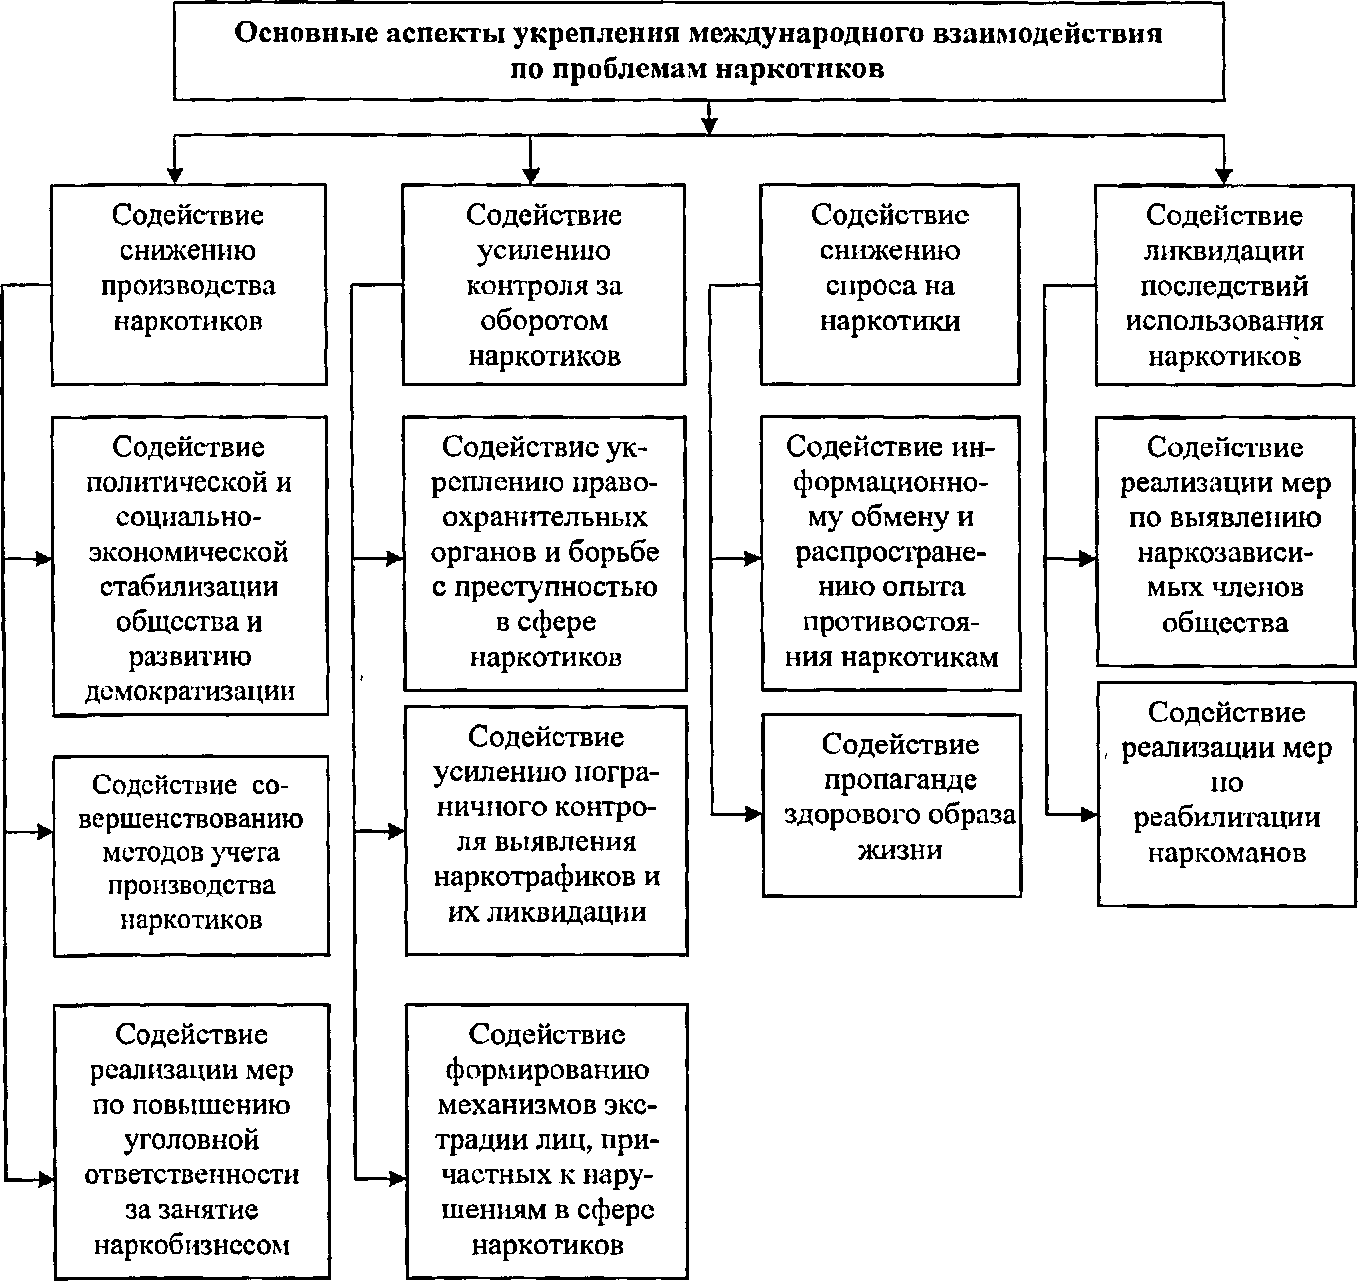 Основные аспекты укрепления международного взаимодействия
по проблемам наркотиков
Содействие
снижению
производства
наркотиков
Содействие
усилению
контроля за
оборотом
наркотиков
Содействие
снижению
спроса на
наркотики
Содействие
ликвидации
последствий
использования
наркотиков
Содействие
политической и
социально-
экономической
стабилизации
общества и
развитию
демократизации
Содействие ук-
реплению право-
охранительных
органов и борьбе
с преступностью
в сфере
наркотиков
Содействие ин-
формационно-
му обмену и
распростране-
нию опыта
противостоя-
ния наркотикам
Содействие
реализации мер
по выявлению
наркозависи-
мых членов
общества
Содействие со-
вершенствованию
методов учета
производства
наркотиков
Содействие
усилению погра-
ничного контро-
ля выявления
наркотрафиков и
их ликвидации
Содействие
пропаганде
здорового образа
жизни
Содействие
реализации мер
по
реабилитации
наркоманов
Содействие
реализации мер
по повышению
уголовной
ответственности
за занятие
наркобизнесом
Содействие
формированию
механизмов экс-
традии лиц, при-
частных к нару-
шениям в сфере
наркотиков